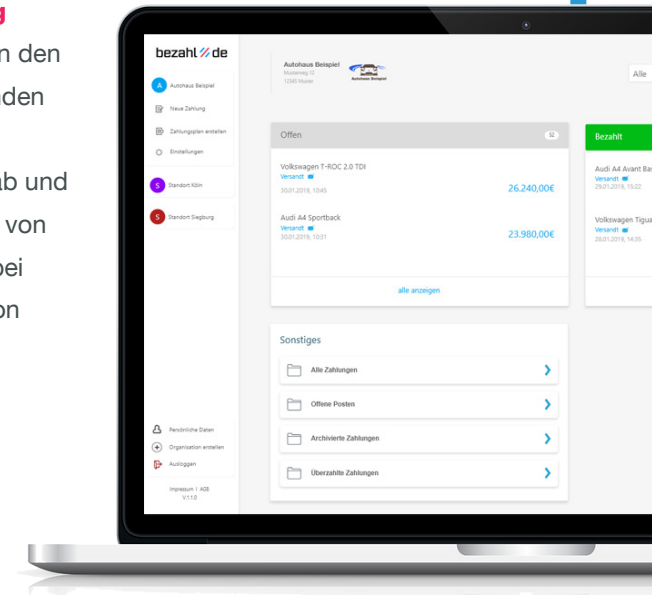 g
n den
nden
ab und
von
bei
on
bezahl de
A Autohaus Beispiel
Neue Zahlung
Zahlungsplan erstellen
Einstellungen
S Standort Köln
S Standort Siegburg
Persönliche Daten
Organisation erstellen
Ausloggen
Impressum | AGB
V.1.1.0
Autohaus Beispiel
Musterweg 12
12345 Muster
Autohaus Beispiel
Alle
Offen 52
Volkswagen T-ROC 2.0 TDI
Versandt
30.01.2019, 10:45 26.240,00€
Audi A4 Sportback
Versandt
30.01.2019, 10:31 23.980,00€
alle anzeigen
Bezahlt
Audi A4 Avant Bas
Versandt
29.01.2019, 15:22
Volkswagen Tigua
Versandt
28.01.2019, 14:35
Sonstiges
Alle Zahlungen
Offene Posten
Archivierte Zahlungen
Überzahlte Zahlungen